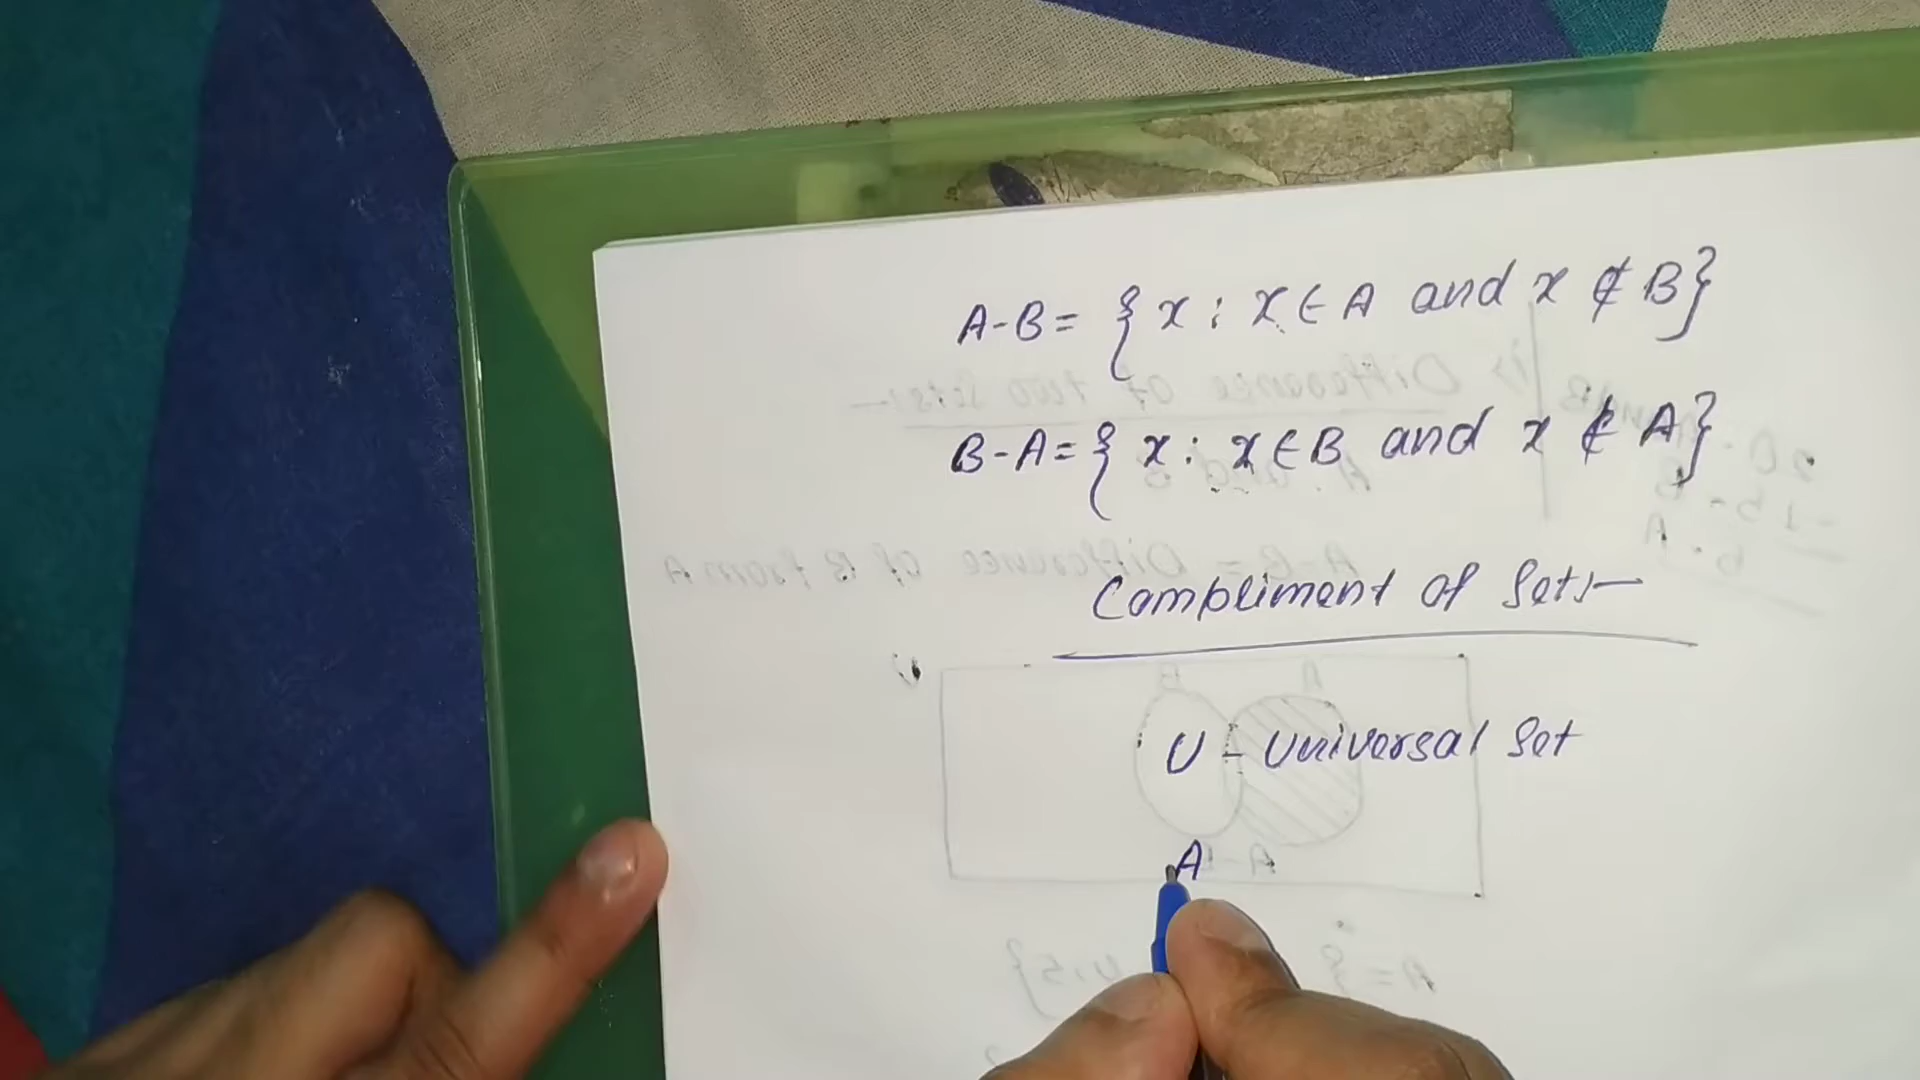 A-B= { x : x ∈ A and x ∉ B}
B-A= { x : x ∈ B and x ∉ A}
Compliment of Set :-
U - Universal Set
A